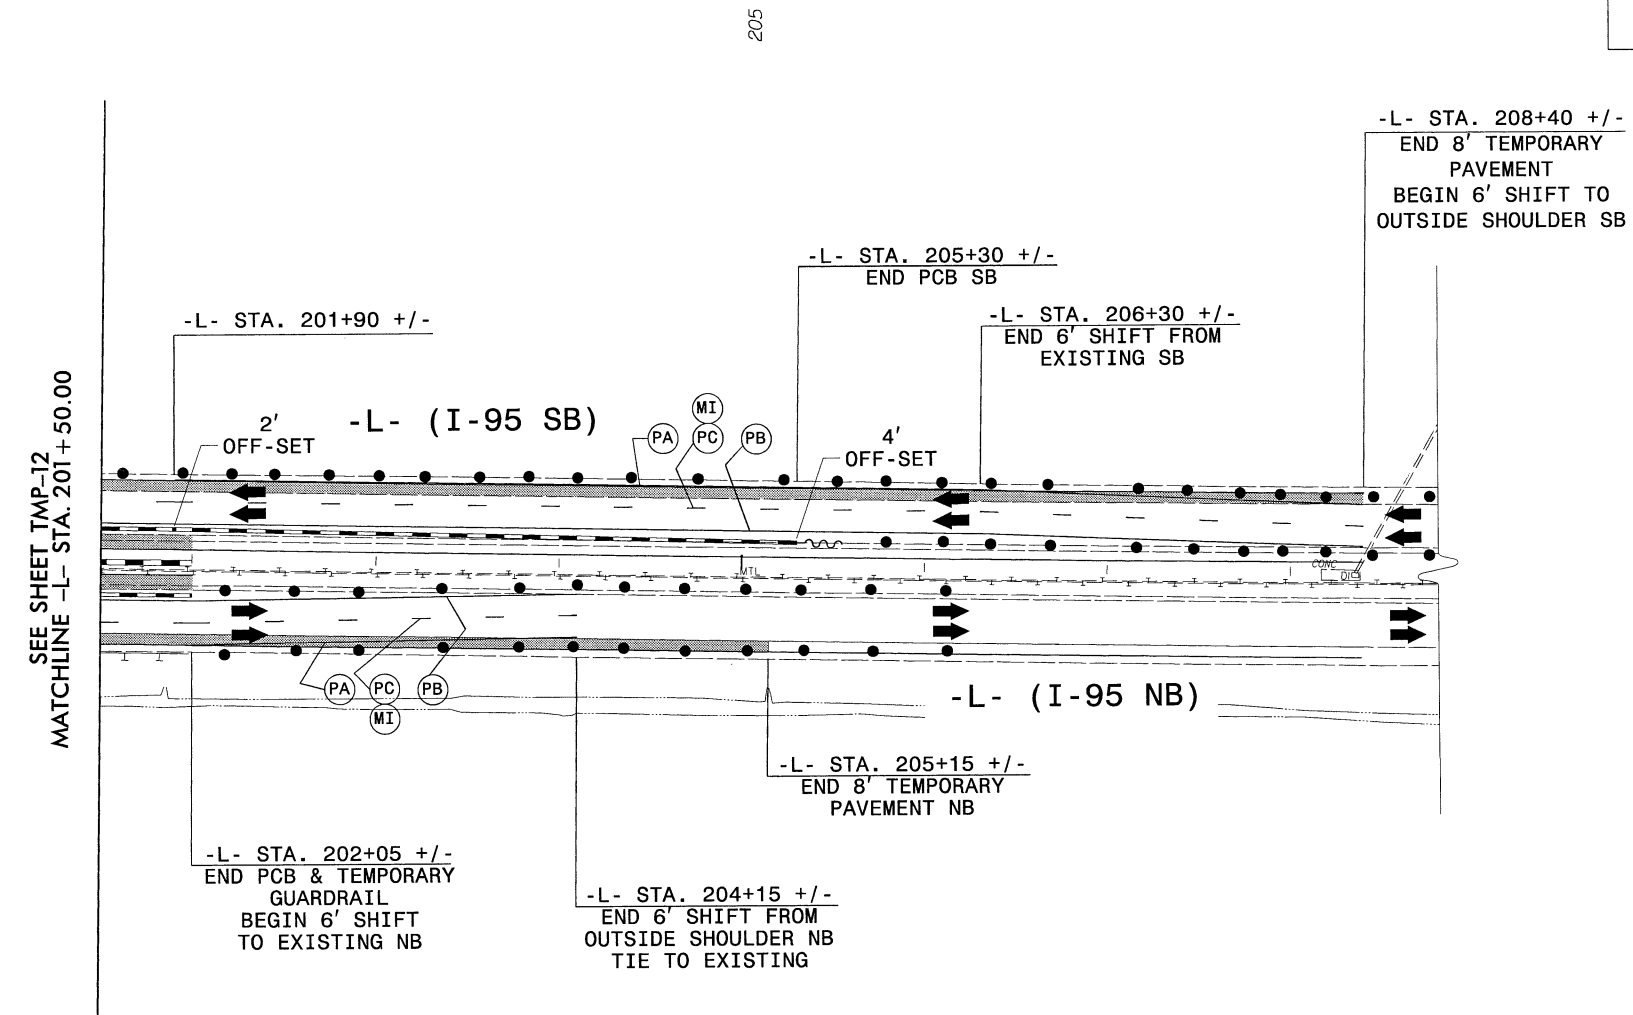 205
-L- STA. 208+40 +/-
END 8' TEMPORARY
PAVEMENT
BEGIN 6' SHIFT TO
OUTSIDE SHOULDER SB
-L- STA. 205+30 +/-
END PCB SB
-L- STA. 206+30 +/-
END 6' SHIFT FROM
EXISTING SB
-L- STA. 201+90 +/-
2'
OFF-SET
-L- (I-95 SB)
MI
PA
PC
PB
4'
OFF-SET
SEE SHEET TMP-12
MATCHLINE -L- STA. 201+50.00
MTL
CONC
DI
PA
PC
PB
MI
-L- (I-95 NB)
-L- STA. 205+15 +/-
END 8' TEMPORARY
PAVEMENT NB
-L- STA. 202+05 +/-
END PCB & TEMPORARY
GUARDRAIL
BEGIN 6' SHIFT
TO EXISTING NB
-L- STA. 204+15 +/-
END 6' SHIFT FROM
OUTSIDE SHOULDER NB
TIE TO EXISTING